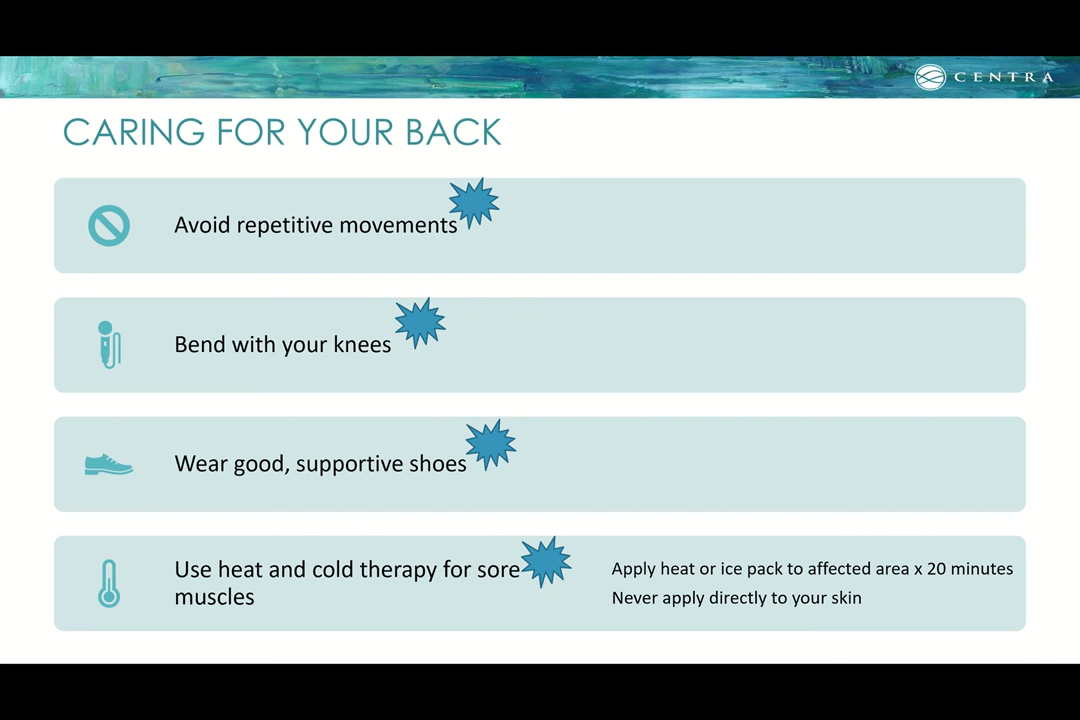 CENTRA
CARING FOR YOUR BACK
Avoid repetitive movements
Bend with your knees
Wear good, supportive shoes
Use heat and cold therapy for sore
muscles
Apply heat or ice pack to affected area x 20 minutes
Never apply directly to your skin